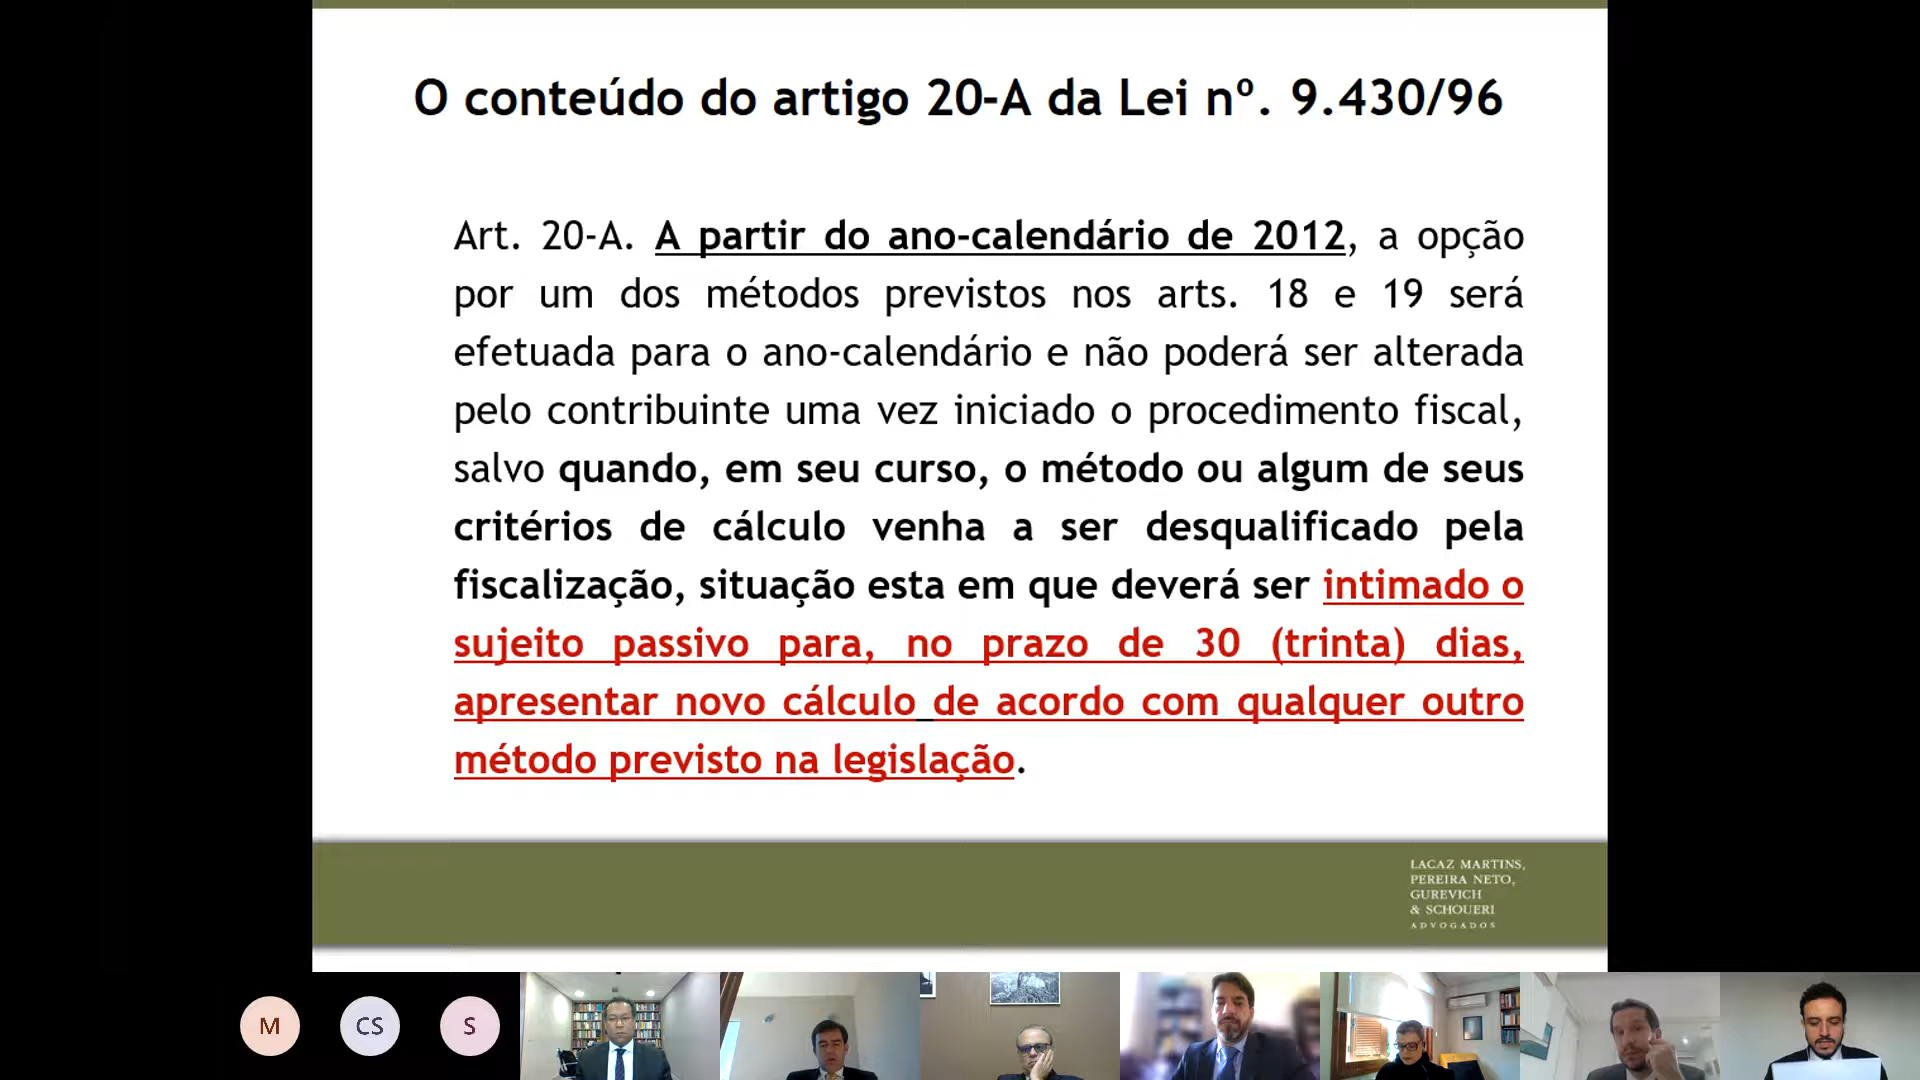 O conteúdo do artigo 20-A da Lei nº. 9.430/96
Art. 20-A. A partir do ano-calendário de 2012, a opção
por um dos métodos previstos nos arts. 18 e 19 será
efetuada para o ano-calendário e não poderá ser alterada
pelo contribuinte uma vez iniciado o procedimento fiscal,
salvo quando, em seu curso, o método ou algum de seus
critérios de cálculo venha a ser desqualificado pela
fiscalização, situação esta em que deverá ser intimado o
sujeito passivo para, no prazo de 30 (trinta) dias,
apresentar novo cálculo de acordo com qualquer outro
método previsto na legislação.
LACAZ MARTINS,
PEREIRA NETO,
GUREVICH
& SCHOUERI
ADVOGADOS
M
CS
S